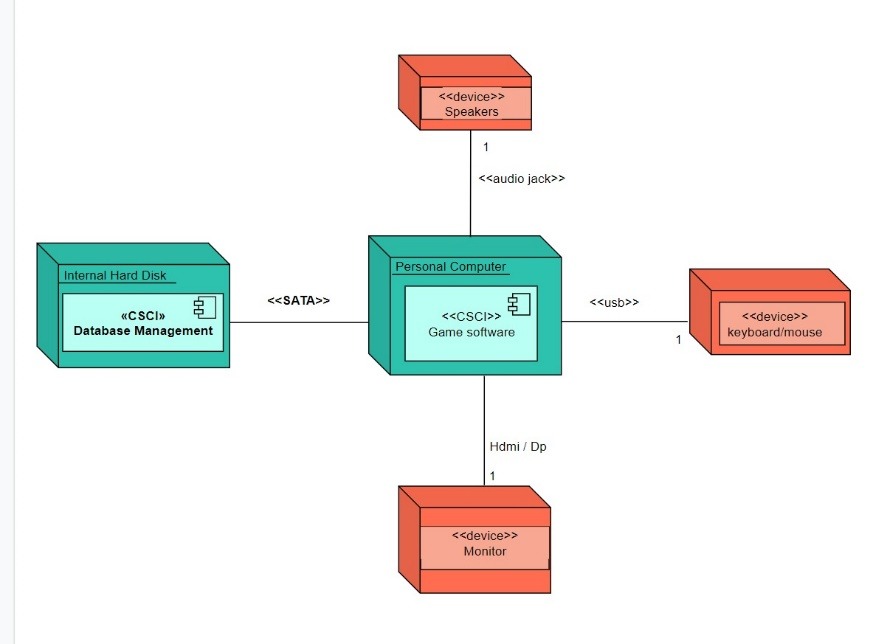 <<device>>
Speakers
1
<<audio jack>>
Internal Hard Disk
«CSCI»
Database Management
<<SATA>>
Personal Computer
<<CSCI>>
Game software
<<usb>>
1
<<device>>
keyboard/mouse
Hdmi / Dp
1
<<device>>
Monitor